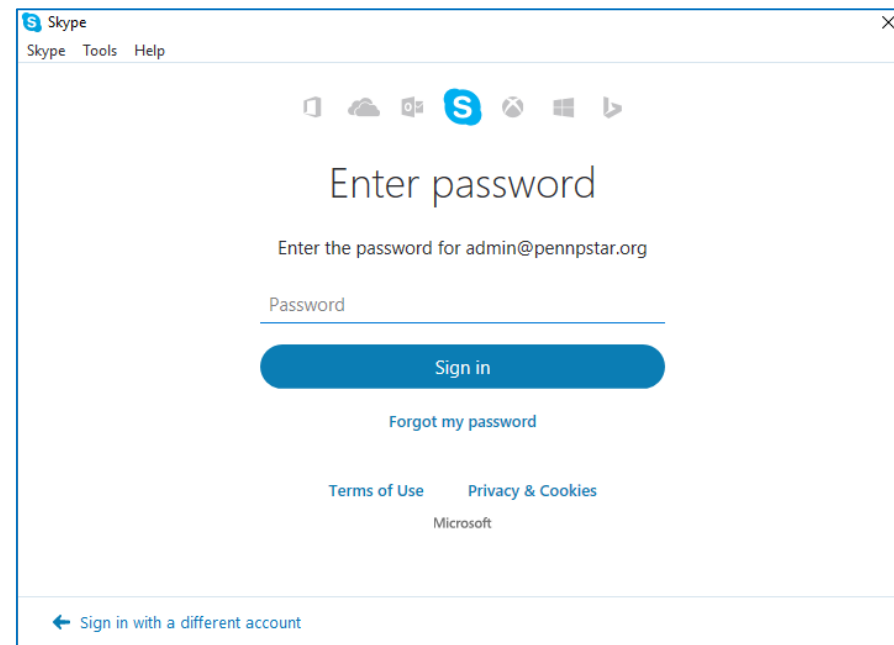 Skype
Skype Tools Help
Enter password
Enter the password for admin@pennpstar.org
Password
Sign in
Forgot my password
Terms of Use Privacy & Cookies
Microsoft
Sign in with a different account